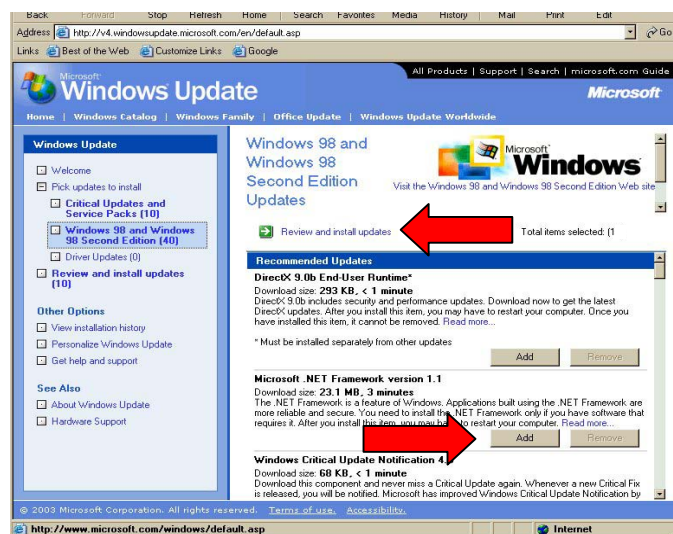 Back Forward Stop Refresh Home Search Favorites Media History Mail Print Edit
Address http://v4.windowsupdate.microsoft.com/en/default.asp Go
Links Best of the Web Customize Links Google
All Products | Support | Search | microsoft.com Guide
Microsoft
Windows Update
Microsoft
Home | Windows Catalog | Windows Family | Office Update | Windows Update Worldwide
Windows Update
Welcome
Pick updates to install
Critical Updates and
Service Packs (10)
Windows 98 and Windows
98 Second Edition (40)
Driver Updates (0)
Review and install updates
(10)
Other Options
View installation history
Personalize Windows Update
Get help and support
See Also
About Windows Update
Hardware Support
Windows 98 and
Windows 98
Second Edition
Updates
Microsoft
Windows
Visit the Windows 98 and Windows 98 Second Edition Web site
Review and install updates
Total items selected: (1
Recommended Updates
DirectX 9.0b End-User Runtime*
Download size: 293 KB, < 1 minute
DirectX 9.0b includes security and performance updates. Download now to get the latest
DirectX updates. After you install this item, you may have to restart your computer. Once you
have installed this item, it cannot be removed. Read more...
* Must be installed separately from other updates
Add Remove
Microsoft .NET Framework version 1.1
Download size: 23.1 MB, 3 minutes
The .NET Framework is a feature of Windows. Applications built using the .NET Framework are
more reliable and secure. You need to install the .NET Framework only if you have software that
requires it. After you install this item, you may to restart your computer. Read more...
Add Remove
Windows Critical Update Notification 4.
Download size: 68 KB, < 1 minute
Download this component and never miss a Critical Update again. Whenever a new Critical Fix
is released, you will be notified. Microsoft has improved Windows Critical Update Notification by
© 2003 Microsoft Corporation. All rights reserved. Terms of use. Accessibility.
http://www.microsoft.com/windows/default.asp Internet